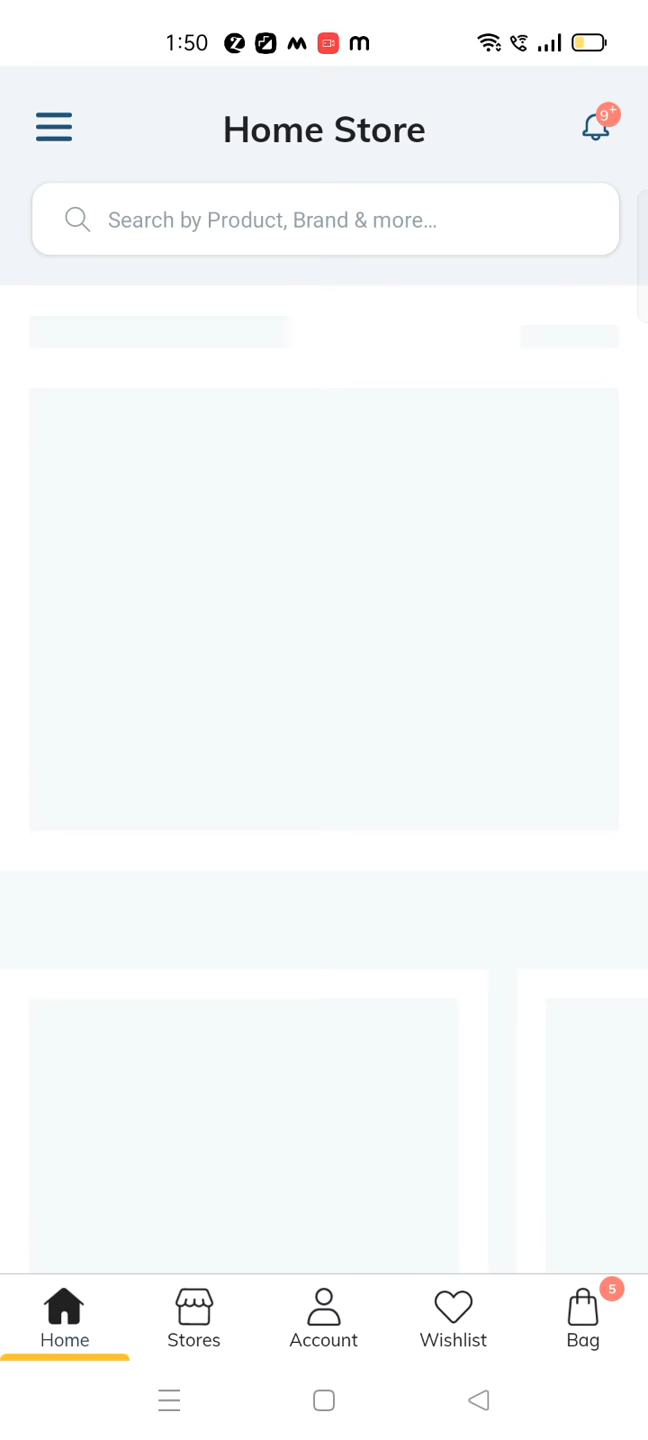 1:50
Home Store
9+
Search by Product, Brand & more...
Home
Stores
Account
Wishlist
Bag
5